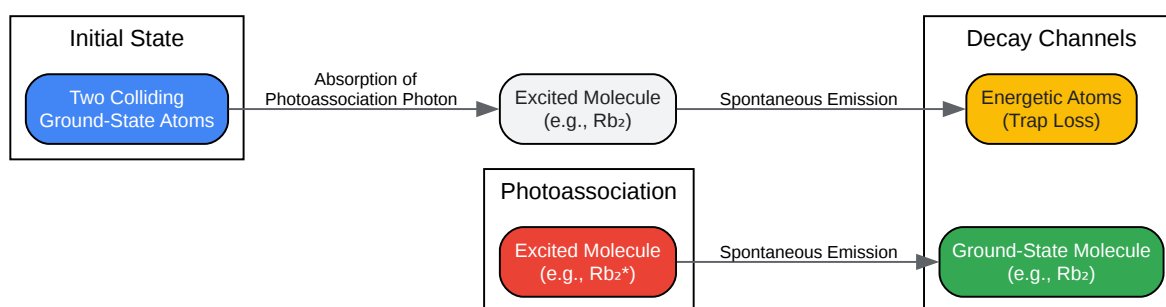 Initial State
Two Colliding
Ground-State Atoms
Absorption of
Photoassociation Photon
Excited Molecule
(e.g., Rb₂)
Spontaneous Emission
Decay Channels
Energetic Atoms
(Trap Loss)
Photoassociation
Excited Molecule
(e.g., Rb₂*)
Spontaneous Emission
Ground-State Molecule
(e.g., Rb₂)